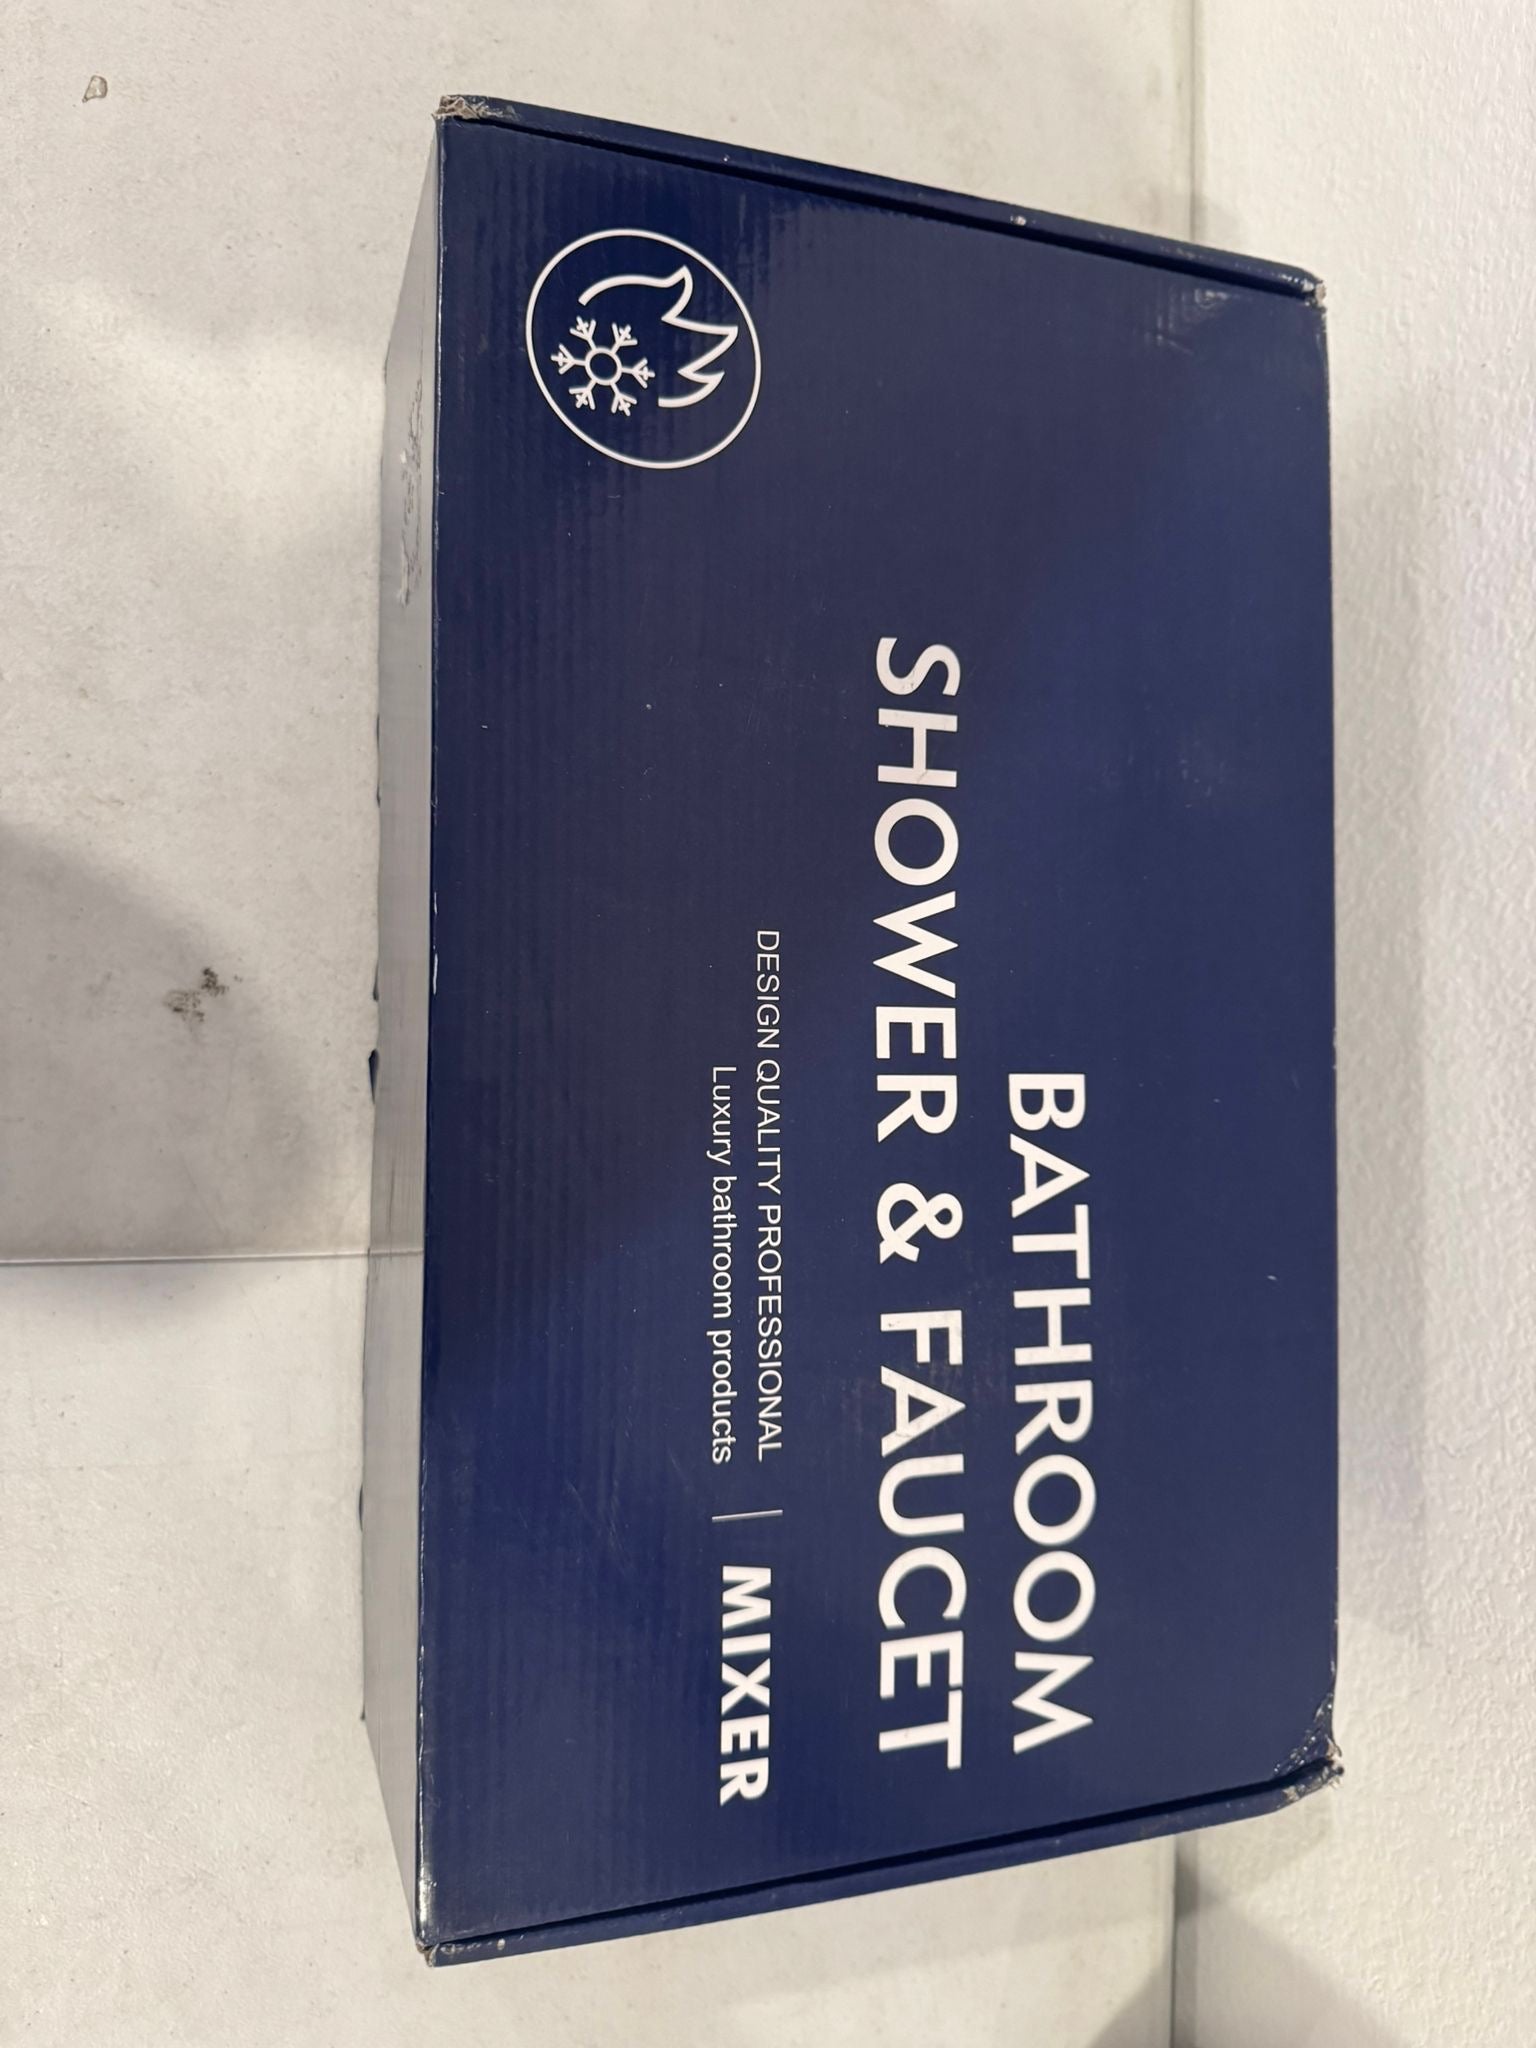 BATHROOM
SHOWER & FAUCET
DESIGN QUALITY PROFESSIONAL
Luxury bathroom products
MIXER